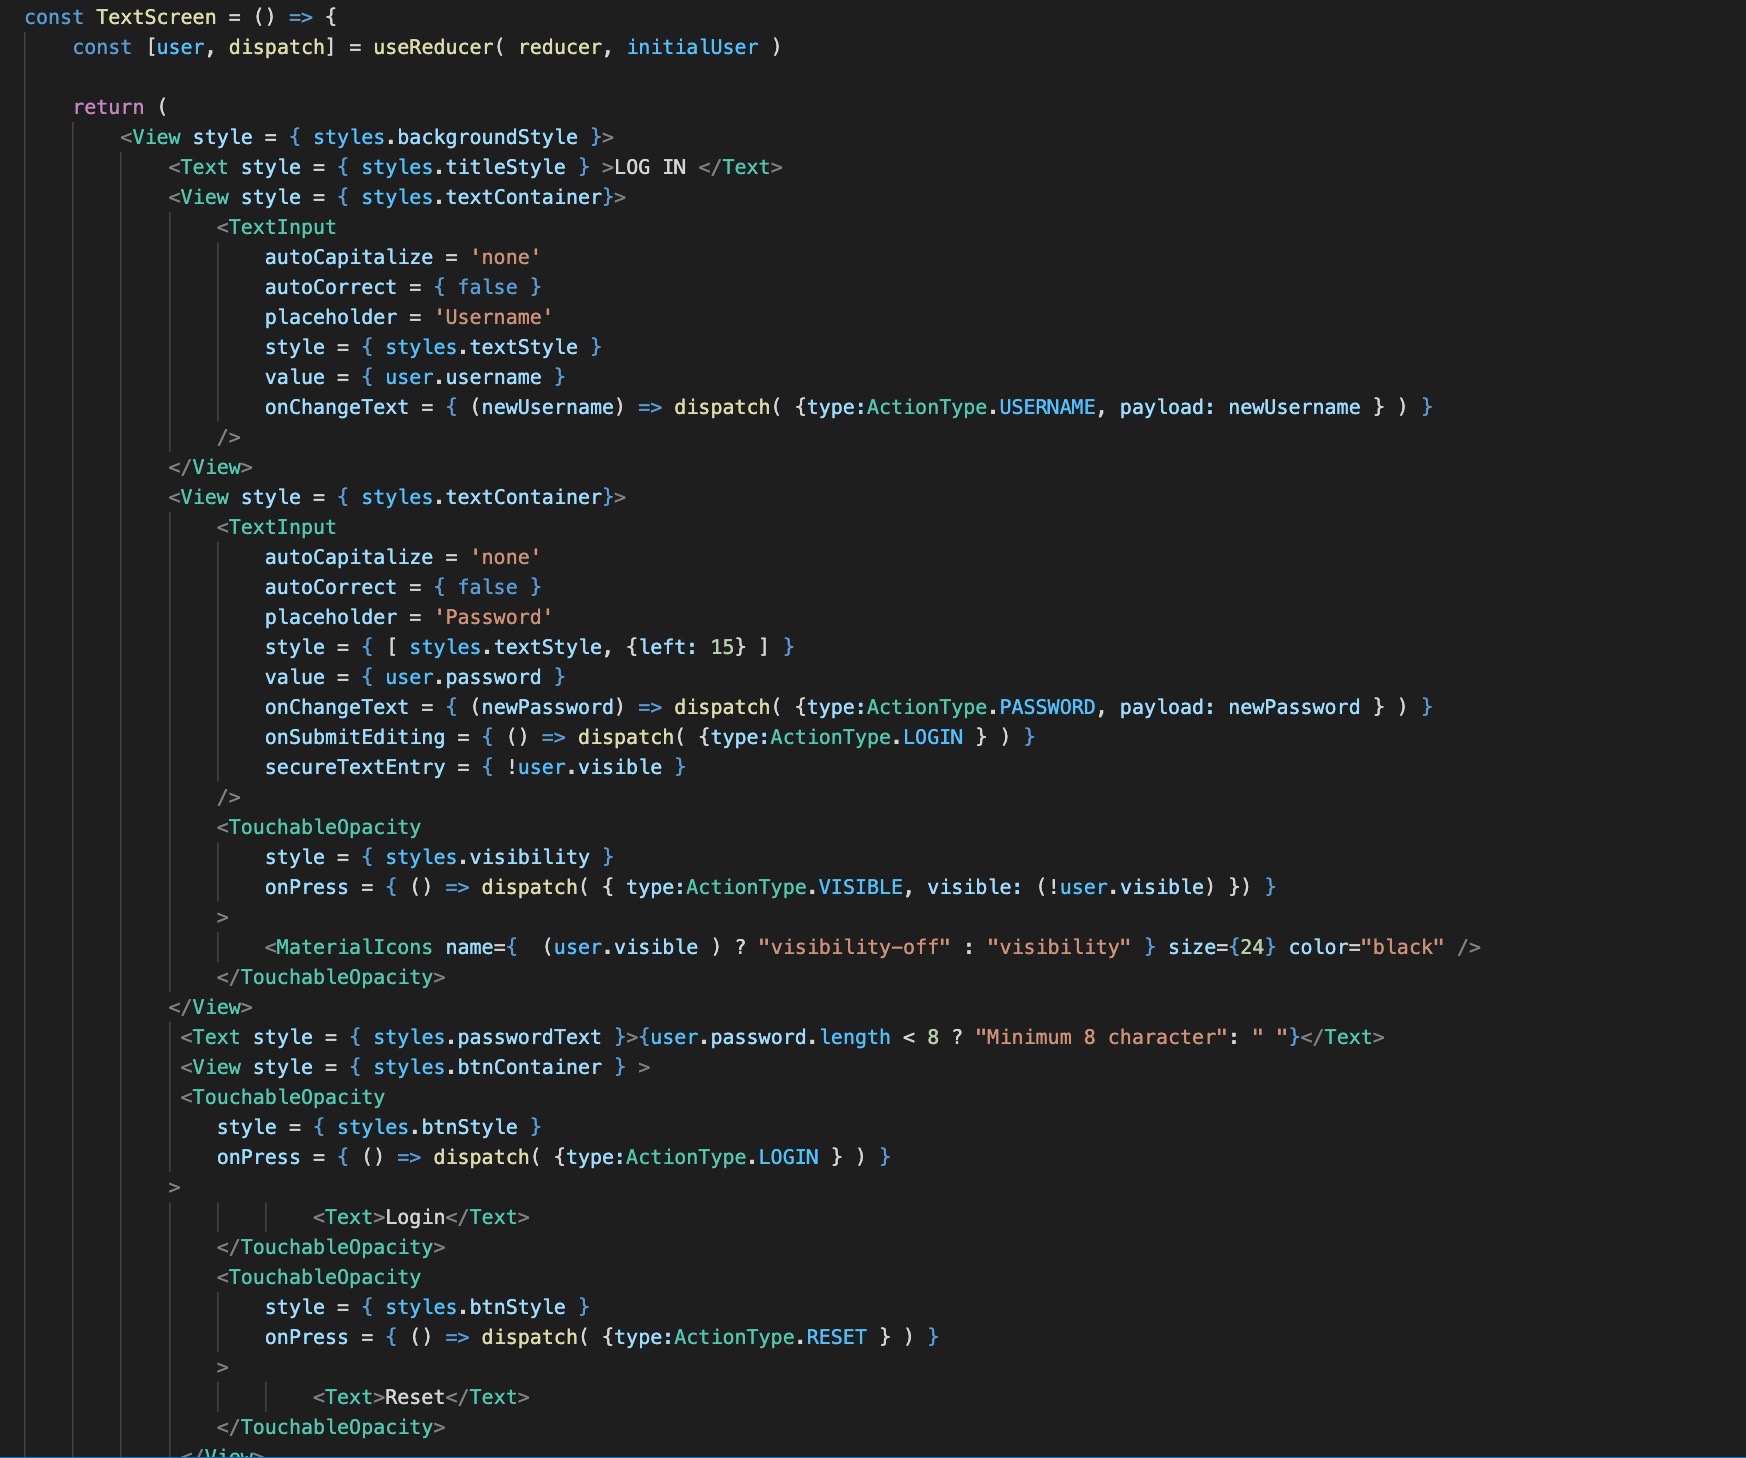 const TextScreen = () => {
const [user, dispatch] = useReducer( reducer, initialUser )
return (
<View style = { styles.backgroundStyle }>
<Text style = { styles.titleStyle } >LOG IN </Text>
<View style = { styles.textContainer}>
<TextInput
autoCapitalize = 'none'
autoCorrect = { false }
placeholder = 'Username'
style = { styles.textStyle }
value = { user.username }
onChangeText = { (newUsername) => dispatch( {type:ActionType.USERNAME, payload: newUsername } ) }
/>
</View>
<View style = { styles.textContainer}>
<TextInput
autoCapitalize = 'none'
autoCorrect = { false }
placeholder = 'Password'
style = { [ styles.textStyle, {left: 15} ] }
value = { user.password }
onChangeText = { (newPassword) => dispatch( {type:ActionType.PASSWORD, payload: newPassword } ) }
onSubmitEditing = { () => dispatch( {type:ActionType.LOGIN } ) }
secureTextEntry = { !user.visible }
/>
<TouchableOpacity
style = { styles.visibility }
onPress = { () => dispatch( { type:ActionType.VISIBLE, visible: (!user.visible) }) }
>
<MaterialIcons name={  (user.visible ) ? "visibility-off" : "visibility" } size={24} color="black" />
</TouchableOpacity>
</View>
<Text style = { styles.passwordText }>{user.password.length < 8 ? "Minimum 8 character": " "}</Text>
<View style = { styles.btnContainer } >
<TouchableOpacity
style = { styles.btnStyle }
onPress = { () => dispatch( {type:ActionType.LOGIN } ) }
>
<Text>Login</Text>
</TouchableOpacity>
<TouchableOpacity
style = { styles.btnStyle }
onPress = { () => dispatch( {type:ActionType.RESET } ) }
>
<Text>Reset</Text>
</TouchableOpacity>
</View>